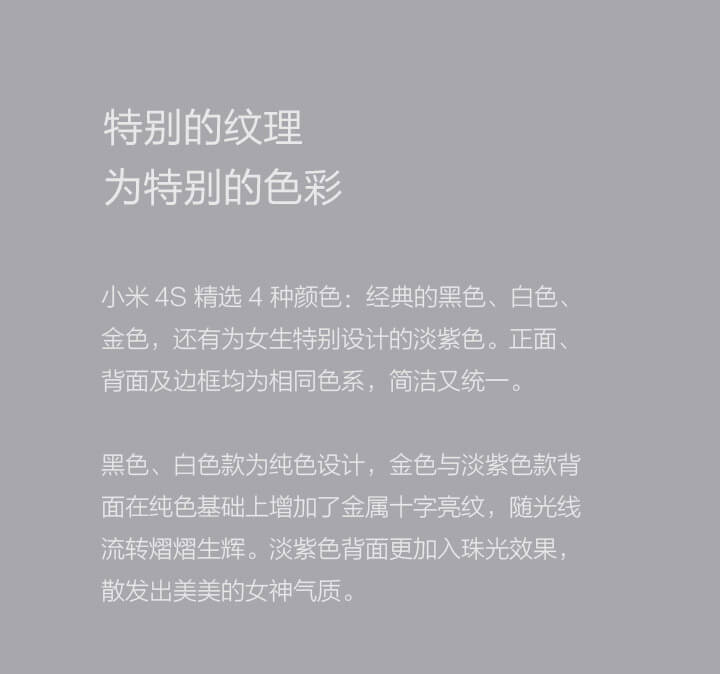 特别的纹理
为特别的色彩
小米 4S 精选 4 种颜色：经典的黑色、白色、
金色，还有为女生特别设计的淡紫色。正面、
背面及边框均为相同色系，简洁又统一。
黑色、白色款为纯色设计，金色与淡紫色款背
面在纯色基础上增加了金属十字亮纹，随光线
流转熠熠生辉。淡紫色背面更加入珠光效果，
散发出美美的女神气质。